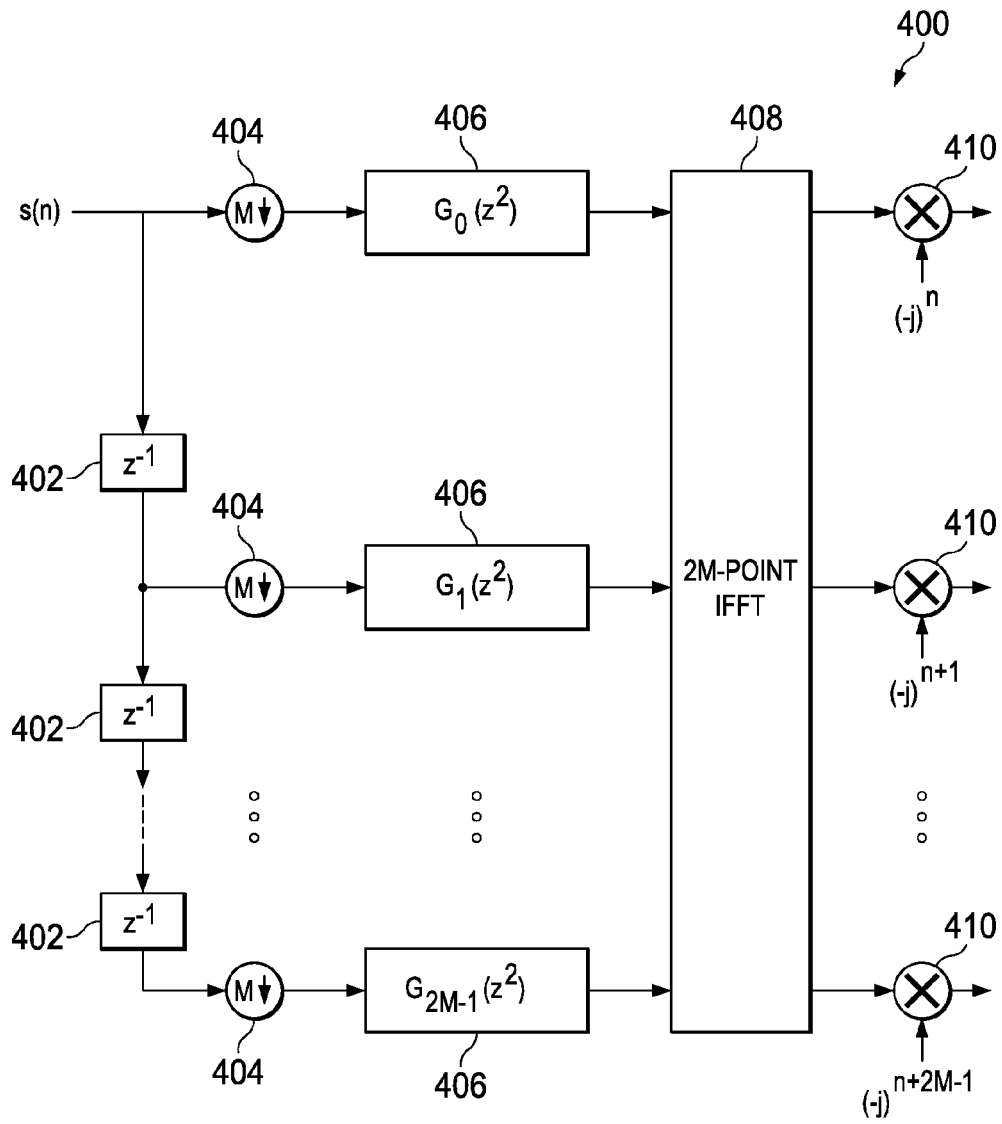 400
404
406
408
410
s(n)
M↓
G₀(z²)
(-j)ⁿ
402
z⁻¹
404
406
410
M↓
G₁(z²)
2M-POINT
IFFT
(-j)ⁿ⁺¹
402
z⁻¹
402
z⁻¹
410
M↓
G₂ₘ₋₁(z²)
404
406
(-j)^n+2M-1